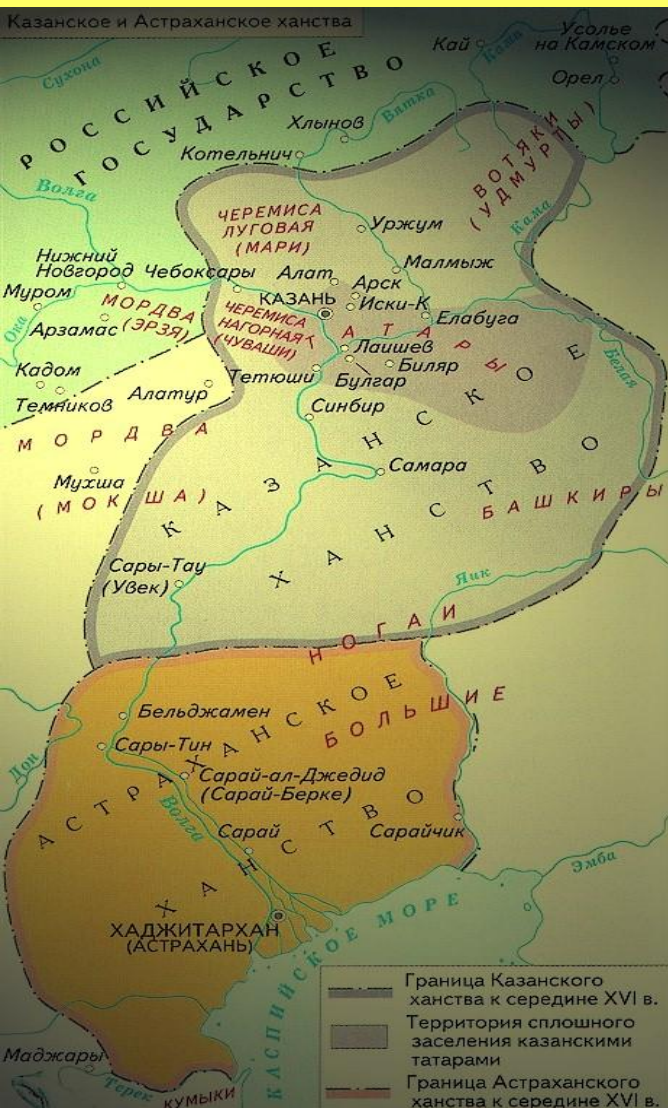 Казанское и Астраханское ханства
РОССИЙСКОЕ
ГОСУДАРСТВО
Сухона
Кай
Кама
Усолье
на Камском
Орел
Вятка
Хлынов
Котельнич
ВОТЯКИ
(УДМУРТЫ)
Волга
ЧЕРЕМИСА
ЛУГОВАЯ
(МАРИ)
Уржум
Кама
Малмыж
Нижний
Новгород
Чебоксары
Алат
Арск
Муром
КАЗАНЬ
Иски-К
МОРДВА
(ЭРЗЯ)
ЧЕРЕМИСА
НАГОРНАЯ
(ЧУВАШИ)
Елабуга
Ока
Арзамас
ТАТАРЫ
Лаишев
Белая
Кадом
Тетюши
Булгар
Биляр
Темников
Алатур
Синбир
МОРДВА
(МОКША)
Мухша
Самара
КАЗАНСКОЕ
ХАНСТВО
БАШКИРЫ
Сары-Тау
(Увек)
Яик
НОГАИ
БОЛЬШИЕ
Бельджамен
Сары-Тин
Дон
АСТРАХАНСКОЕ
ХАНСТВО
Сарай-ал-Джедид
(Сарай-Берке)
Волга
Сарай
Сарайчик
Эмба
ХАДЖИТАРХАН
(АСТРАХАНЬ)
КАСПИЙСКОЕ МОРЕ
Маджары
Терек
КУМЫКИ
Граница Казанского
ханства к середине XVI в.
Территория сплошного
заселения казанскими
татарами
Граница Астраханского
ханства к середине XVI в.